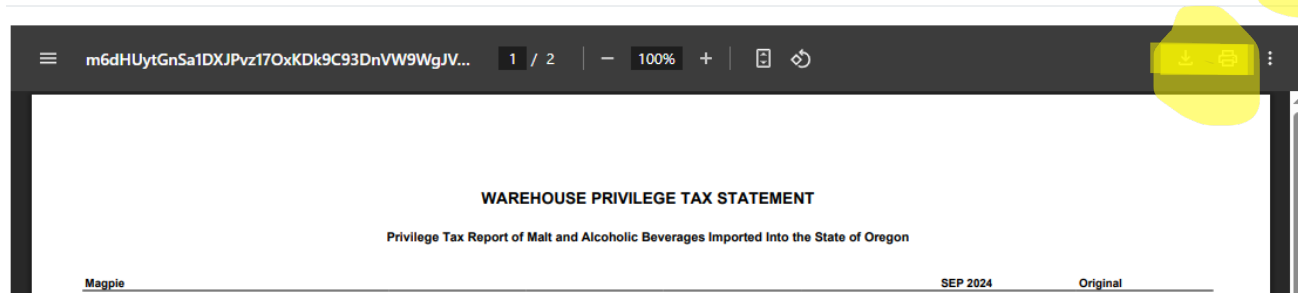 m6dHUytGnSa1DXJPvz17OxKDk9C93DnVW9WgJV... 1 / 2 100%
WAREHOUSE PRIVILEGE TAX STATEMENT
Privilege Tax Report of Malt and Alcoholic Beverages Imported Into the State of Oregon
Magpie SEP 2024 Original